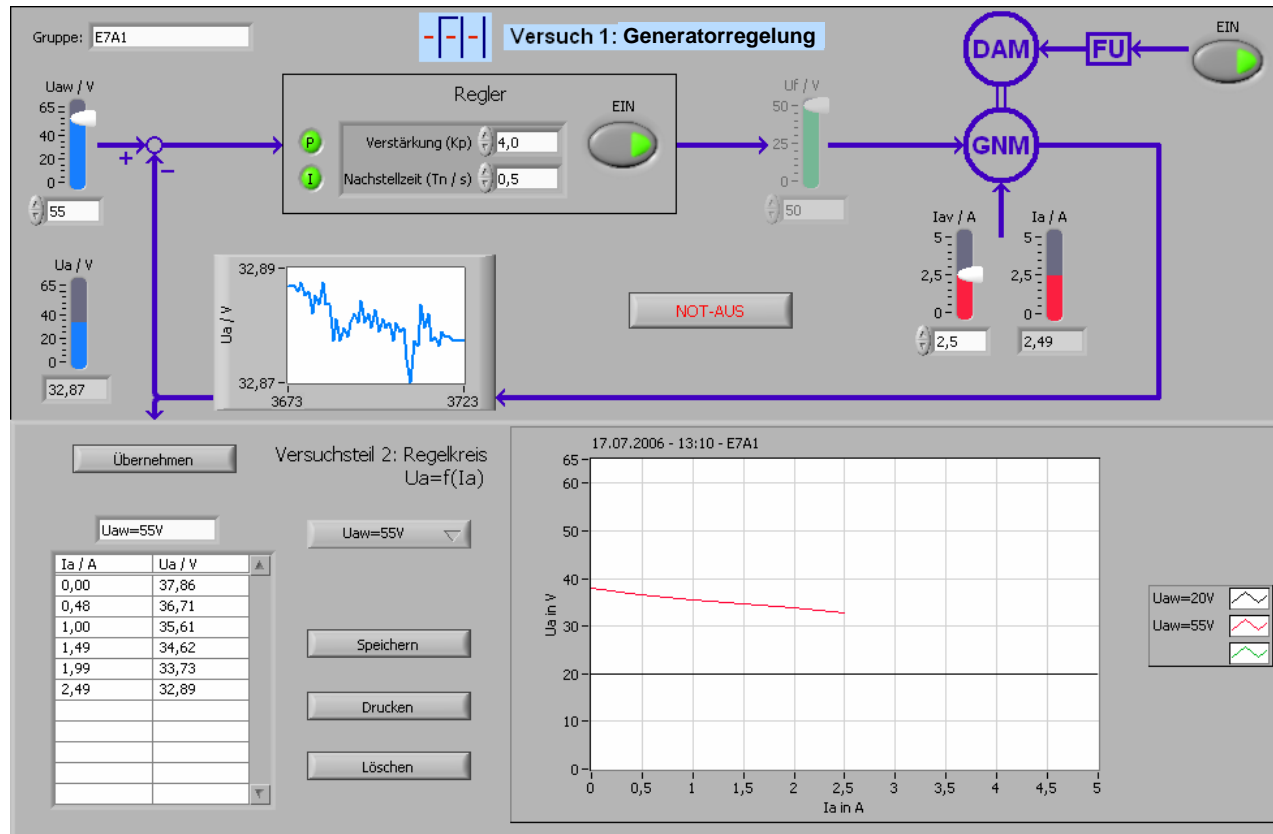 Gruppe: E7A1
Versuch 1: Generatorregelung
DAM
FU
EIN
Uaw / V
65
40
20
0
55
+
−
Regler
P
I
Verstärkung (Kp) 4,0
Nachstellzeit (Tn / s) 0,5
EIN
Uf / V
50
25
0
50
GNM
Iav / A
5
2,5
0
2,5
Ia / A
5
2,5
0
2,49
Ua / V
65
40
20
0
32,87
Ua / V
32,89
32,87
3673 3723
NOT-AUS
Übernehmen
Versuchsteil 2: Regelkreis
Ua=f(Ia)
Uaw=55V
Uaw=55V
Ia / A Ua / V
0,00 37,86
0,48 36,71
1,00 35,61
1,49 34,62
1,99 33,73
2,49 32,89
Speichern
Drucken
Löschen
17.07.2006 - 13:10 - E7A1
Ua in V
65
60
50
40
30
20
10
0
0 0,5 1 1,5 2 2,5 3 3,5 4 4,5 5
Ia in A
Uaw=20V
Uaw=55V